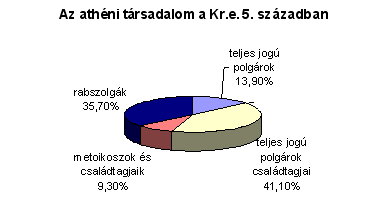 Az athéni társadalom a Kr.e. 5. században
teljes jogú
polgárok
13,90%
rabszolgák
35,70%
metoikoszok és
családtagjaik
9,30%
teljes jogú
polgárok
családtagjai
41,10%